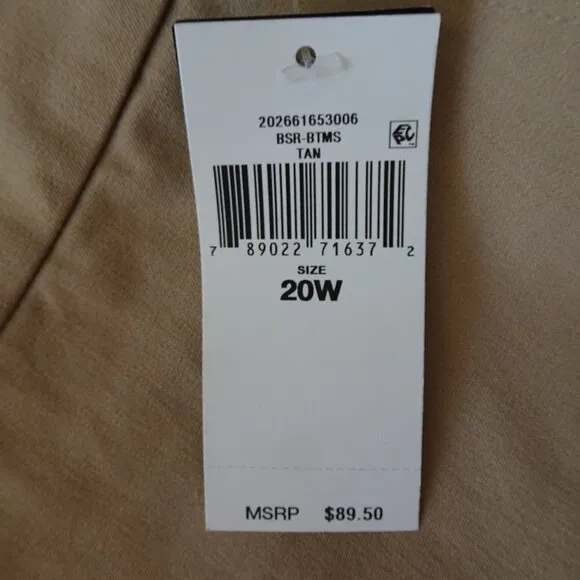 202661653006
BSR-BTMS
TAN
7 89022 71637 2
SIZE
20W
MSRP $89.50